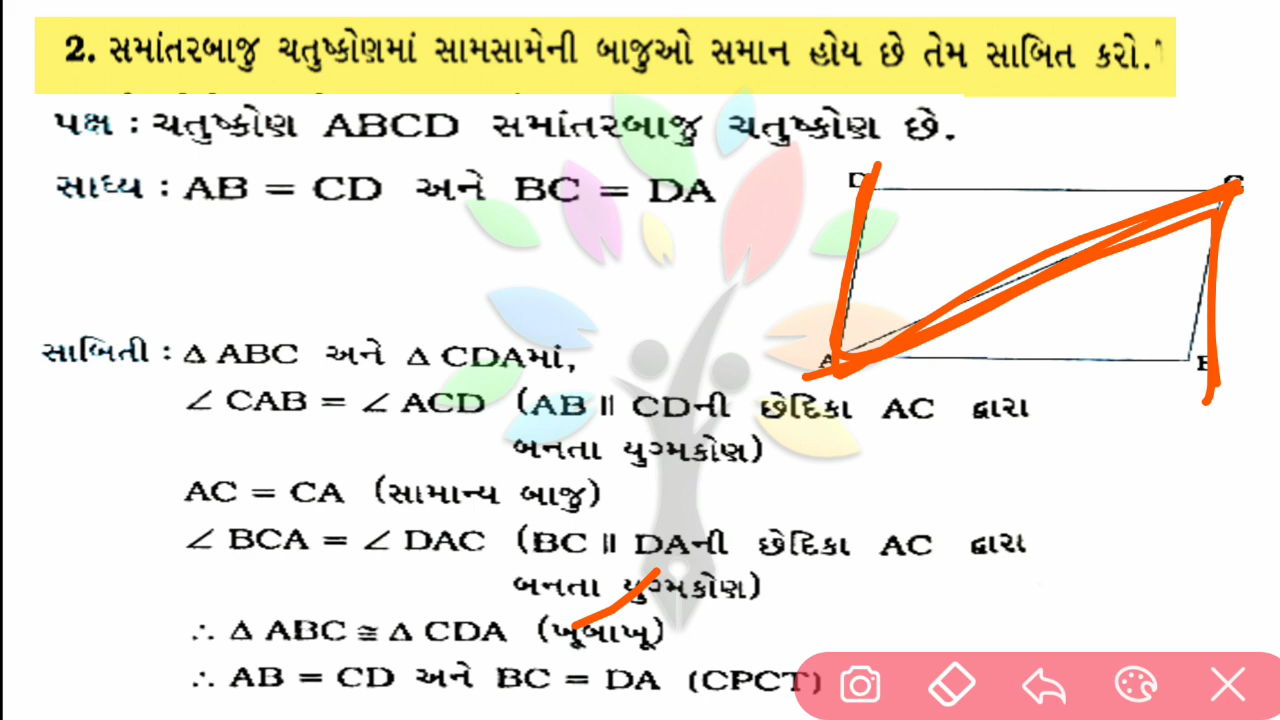 2. સમાંતરબાજુ ચતુષ્કોણમાં સામસામેની બાજુઓ સમાન હોય છે તેમ સાબિત કરો.
પક્ષ : ચતુષ્કોણ ABCD સમાંતરબાજુ ચતુષ્કોણ છે.
સાધ્ય : AB = CD અને BC = DA
D C
A B
સાબિતી : Δ ABC અને Δ CDAમાં,
∠ CAB = ∠ ACD (AB ॥ CDની છેદિકા AC દ્વારા
બનતા યુગ્મકોણ)
AC = CA (સામાન્ય બાજુ)
∠ BCA = ∠ DAC (BC ॥ DAની છેદિકા AC દ્વારા
બનતા યુગ્મકોણ)
∴ Δ ABC ≅ Δ CDA (ખૂબાખૂ)
∴ AB = CD અને BC = DA (CPCT)